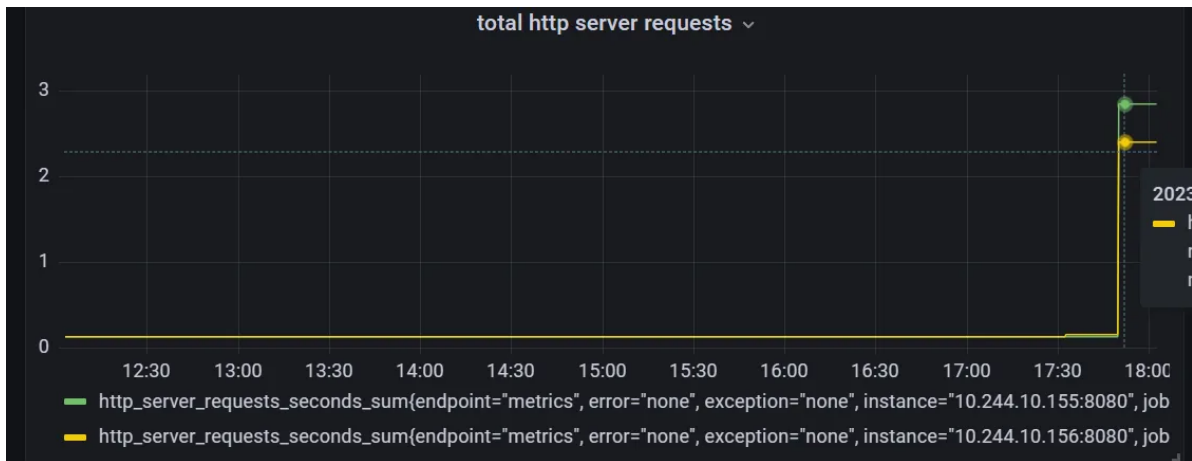 total http server requests
3
2
1
0
12:30 13:00 13:30 14:00 14:30 15:00 15:30 16:00 16:30 17:00 17:30 18:00
2023
http_server_requests_seconds_sum{endpoint="metrics", error="none", exception="none", instance="10.244.10.155:8080", job
http_server_requests_seconds_sum{endpoint="metrics", error="none", exception="none", instance="10.244.10.156:8080", job